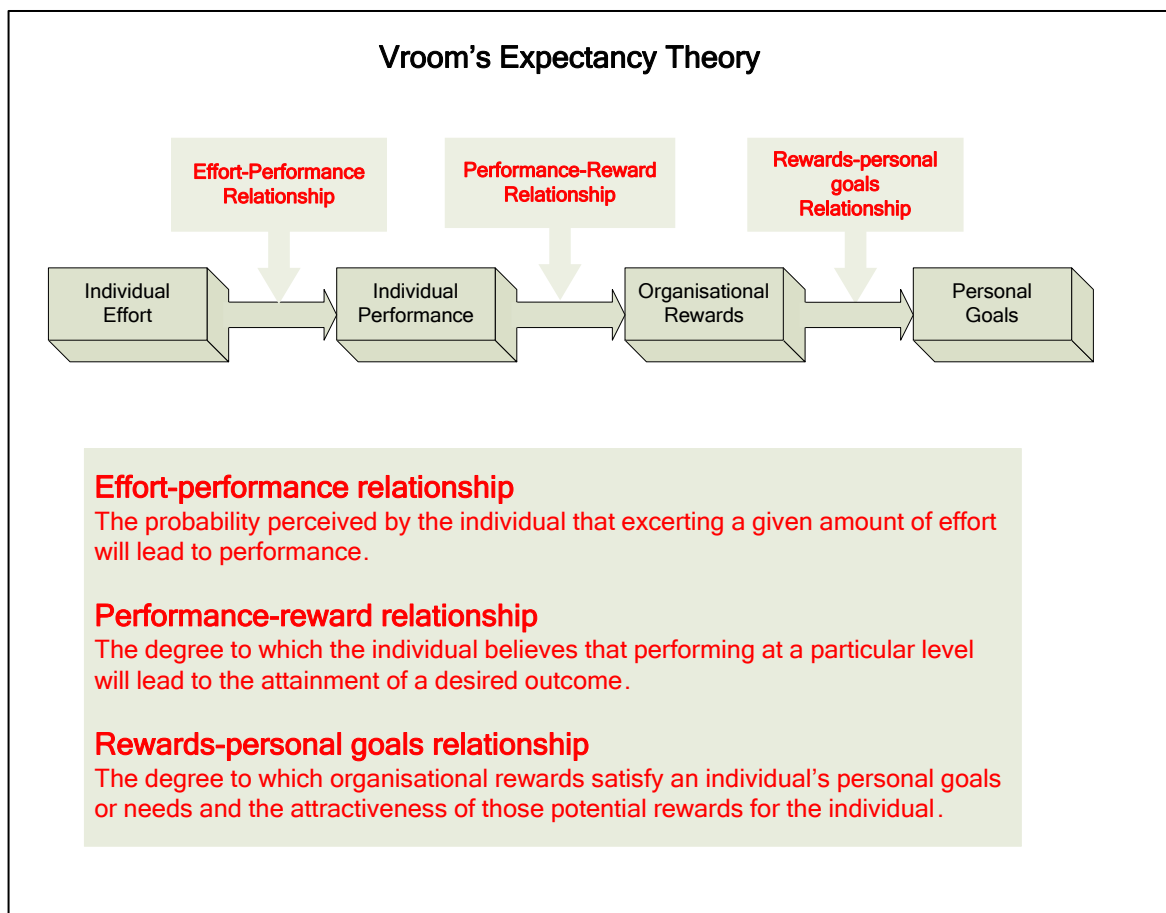 Vroom's Expectancy Theory
Effort-Performance
Relationship
Performance-Reward
Relationship
Rewards-personal
goals
Relationship
Individual
Effort
Individual
Performance
Organisational
Rewards
Personal
Goals
Effort-performance relationship
The probability perceived by the individual that excerting a given amount of effort
will lead to performance.
Performance-reward relationship
The degree to which the individual believes that performing at a particular level
will lead to the attainment of a desired outcome.
Rewards-personal goals relationship
The degree to which organisational rewards satisfy an individual's personal goals
or needs and the attractiveness of those potential rewards for the individual.